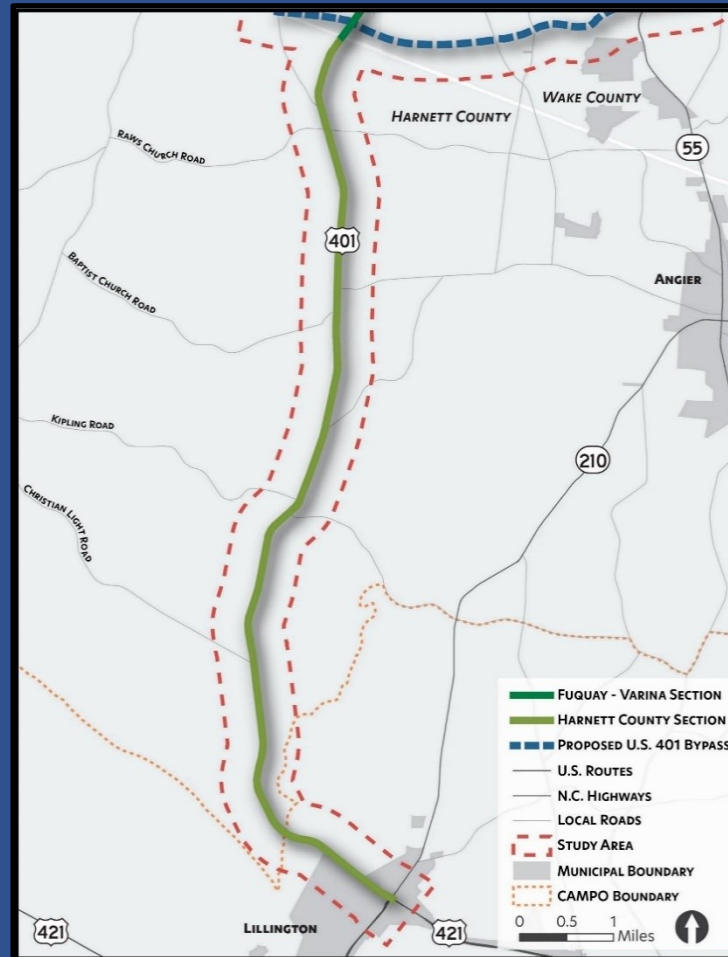 WAKE COUNTY
HARNETT COUNTY
RAWS CHURCH ROAD
55
401
BAPTIST CHURCH ROAD
ANGIER
KIPLING ROAD
210
CHRISTIAN LIGHT ROAD
FUQUAY - VARINA SECTION
HARNETT COUNTY SECTION
PROPOSED U.S. 401 BYPASS
U.S. ROUTES
N.C. HIGHWAYS
LOCAL ROADS
STUDY AREA
MUNICIPAL BOUNDARY
CAMPO BOUNDARY
0 0.5 1
Miles
LILLINGTON
421
421